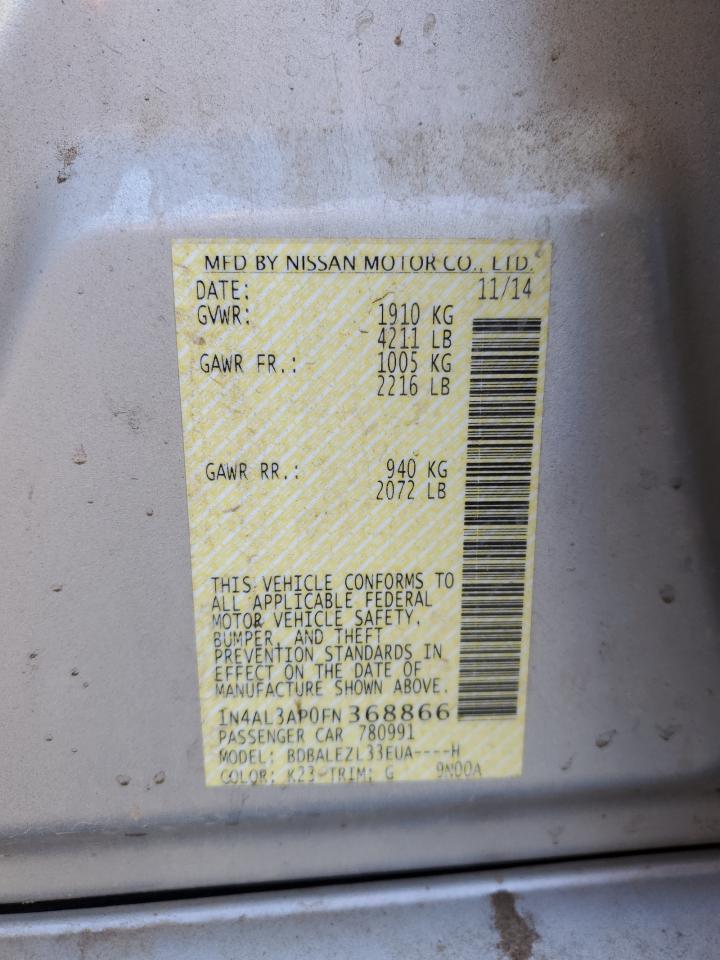 MFD BY NISSAN MOTOR CO., LTD.
DATE: 11/14
GVWR: 1910 KG
4211 LB
GAWR FR.: 1005 KG
2216 LB
GAWR RR.: 940 KG
2072 LB
THIS VEHICLE CONFORMS TO
ALL APPLICABLE FEDERAL
MOTOR VEHICLE SAFETY,
BUMPER, AND THEFT
PREVENTION STANDARDS IN
EFFECT ON THE DATE OF
MANUFACTURE SHOWN ABOVE.
1N4AL3AP0FN 368866
PASSENGER CAR 780991
MODEL: BDBALEZL33EUA----H
COLOR: K23 TRIM: G 9N00A